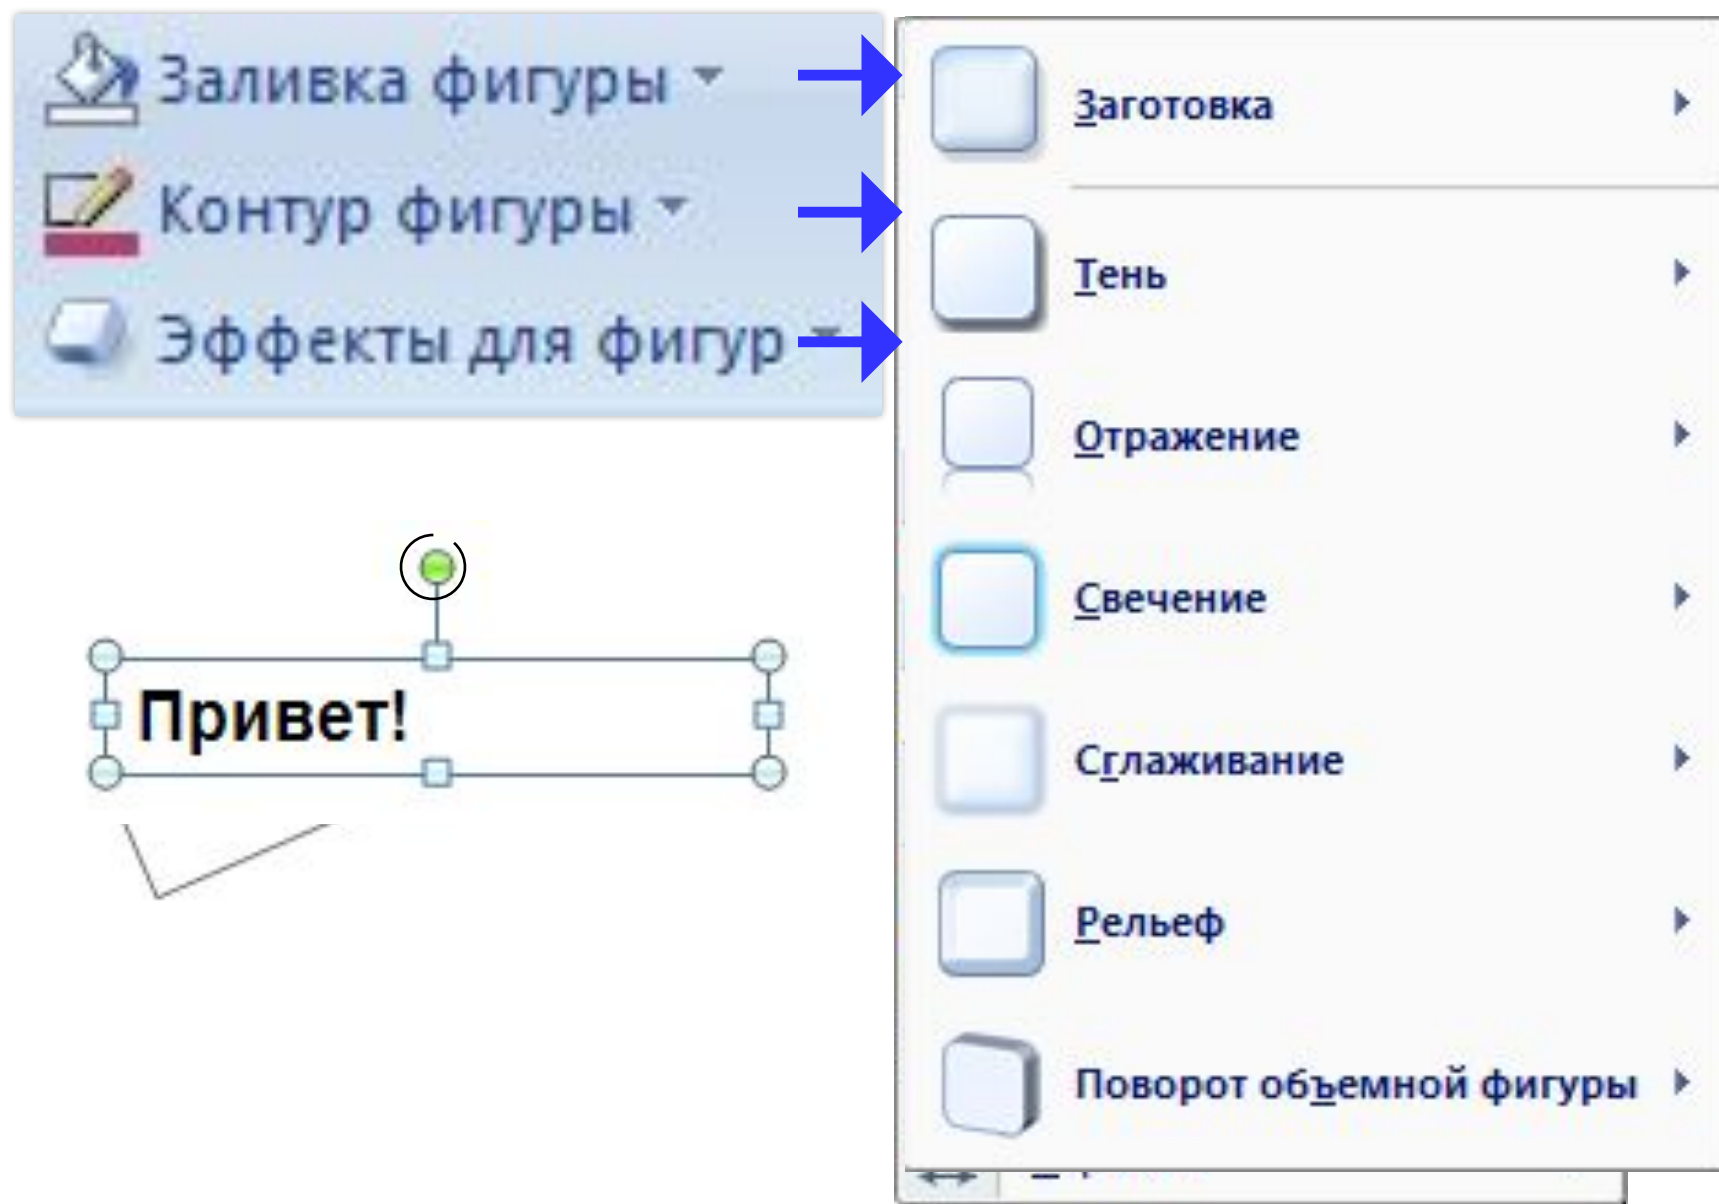 Заливка фигуры
Контур фигуры
Эффекты для фигур
Привет!
Заготовка
Тень
Отражение
Свечение
Сглаживание
Рельеф
Поворот объемной фигуры